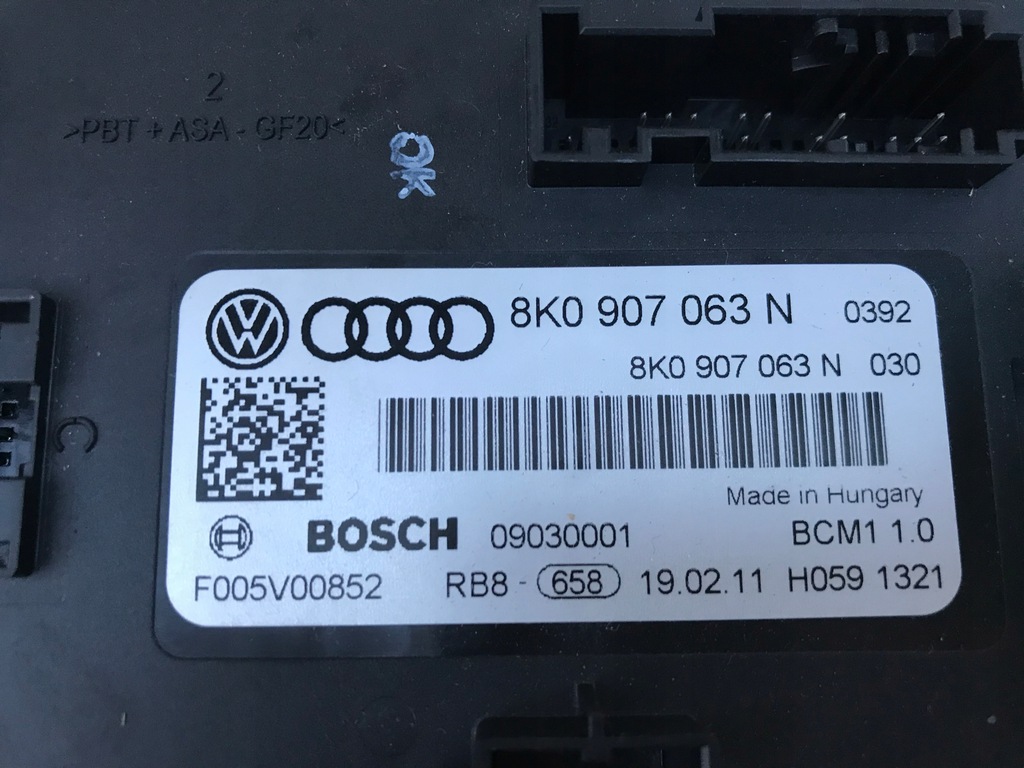 2
>PBT + ASA - GF20<
OK
8K0 907 063 N 0392
8K0 907 063 N 030
C
Made in Hungary
BOSCH 09030001 BCM1 1.0
F005V00852 RB8 - 658 19.02.11 H059 1321